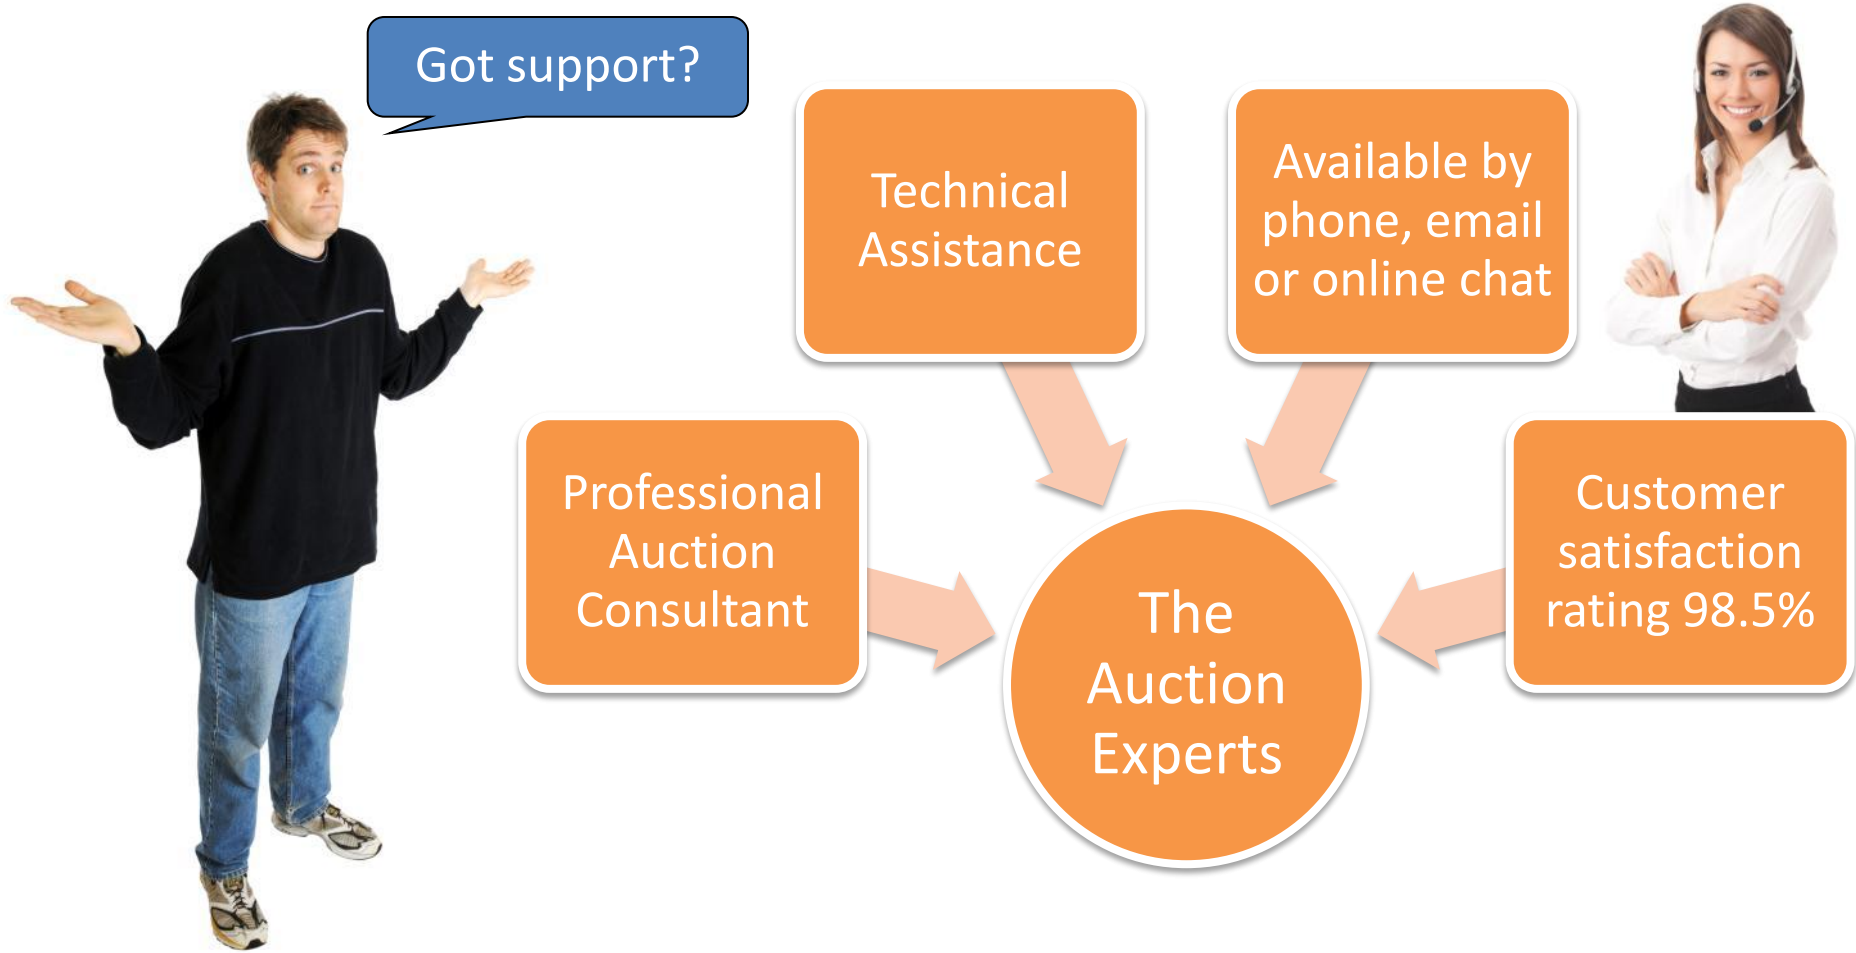 Got support?
Technical
Assistance
Available by
phone, email
or online chat
Professional
Auction
Consultant
Customer
satisfaction
rating 98.5%
The
Auction
Experts